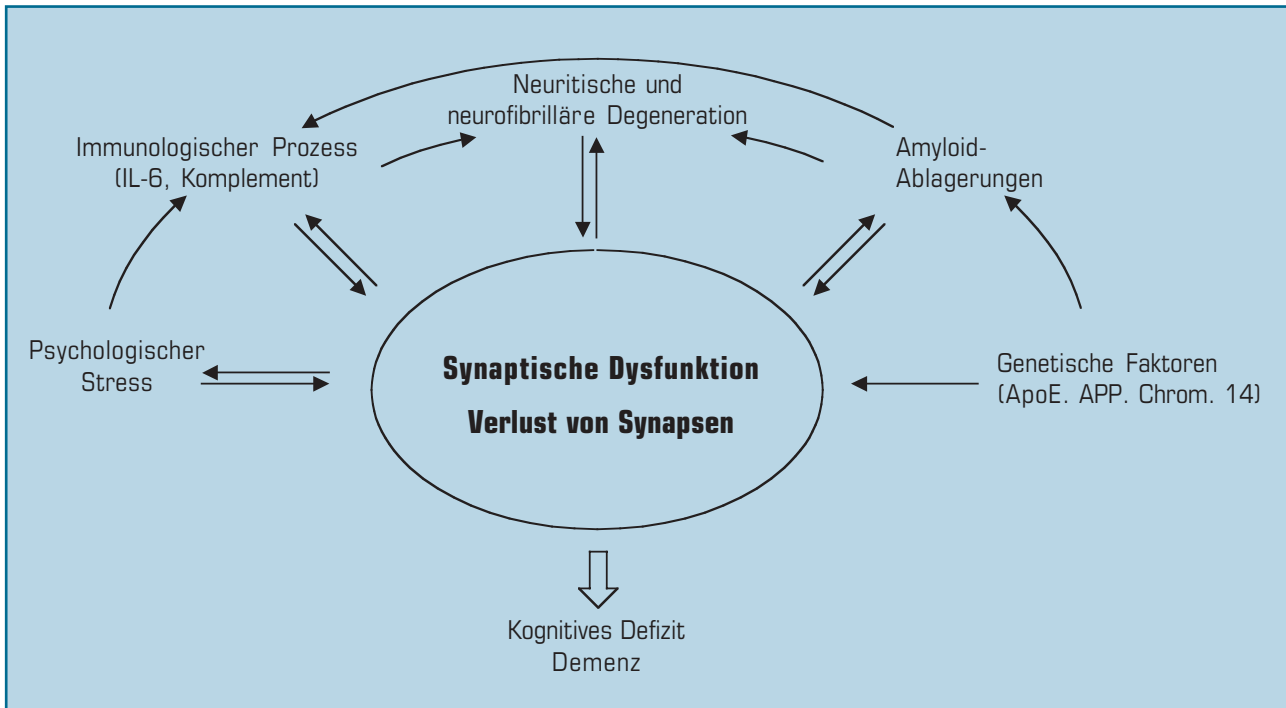 Neuritische und
neurofibrilläre Degeneration
Immunologischer Prozess
(IL-6, Komplement)
Amyloid-
Ablagerungen
Psychologischer
Stress
Synaptische Dysfunktion
Verlust von Synapsen
Genetische Faktoren
(ApoE. APP. Chrom. 14)
Kognitives Defizit
Demenz